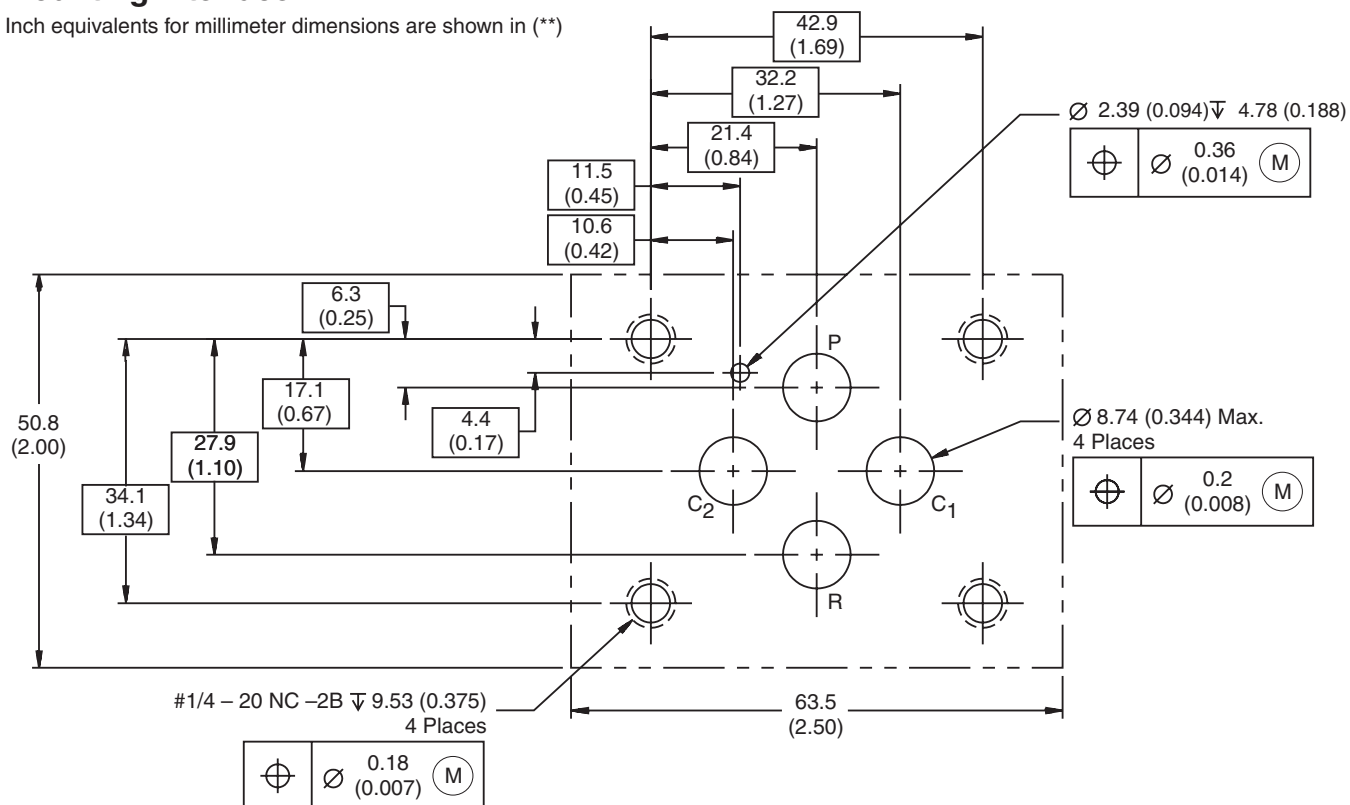 Inch equivalents for millimeter dimensions are shown in (**)
42.9
(1.69)
32.2
(1.27)
21.4
(0.84)
11.5
(0.45)
10.6
(0.42)
Ø 2.39 (0.094)↧ 4.78 (0.188)
⌖ Ø 0.36 (0.014) Ⓜ
6.3
(0.25)
P
17.1
(0.67)
4.4
(0.17)
50.8
(2.00)
27.9
(1.10)
34.1
(1.34)
C2
C1
R
Ø 8.74 (0.344) Max.
4 Places
⌖ Ø 0.2 (0.008) Ⓜ
#1/4 – 20 NC –2B ↧ 9.53 (0.375)
4 Places
⌖ Ø 0.18 (0.007) Ⓜ
63.5
(2.50)